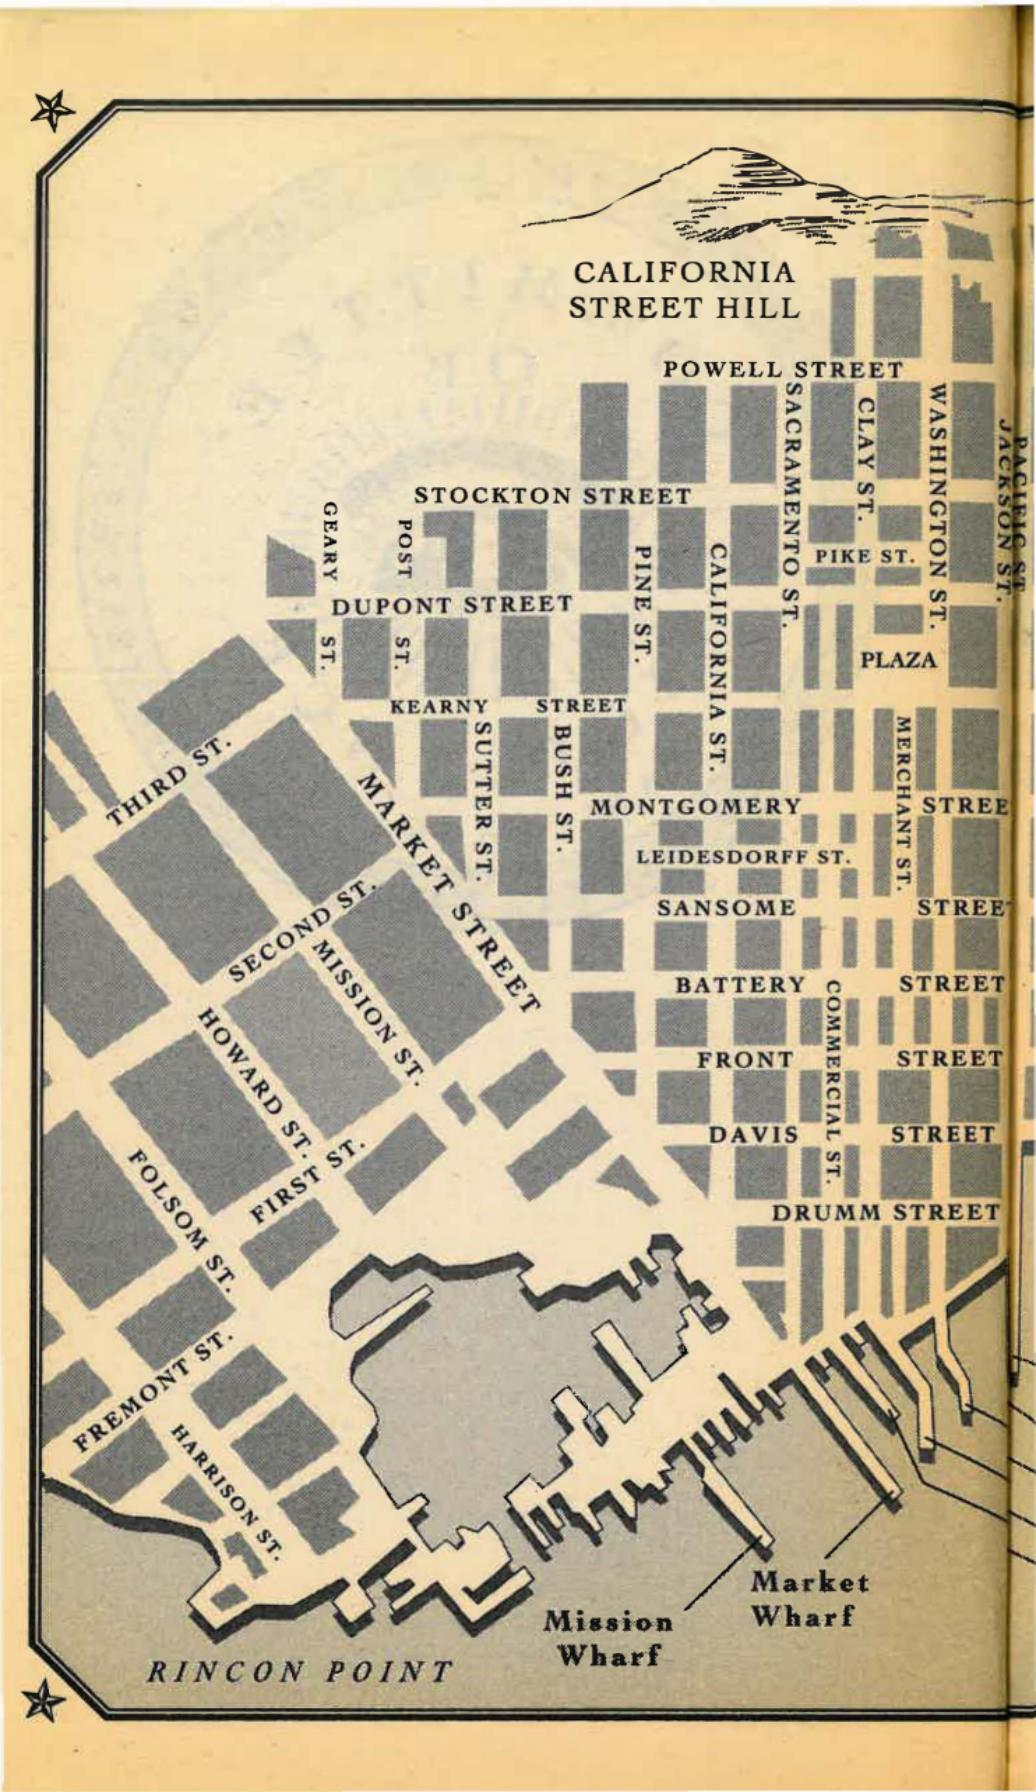 CALIFORNIA
STREET HILL
POWELL STREET
SACRAMENTO ST.
CLAY ST.
WASHINGTON ST.
JACKSON ST.
PACIFIC ST.
STOCKTON STREET
GEARY ST.
POST ST.
PINE ST.
CALIFORNIA ST.
PIKE ST.
DUPONT STREET
PLAZA
KEARNY STREET
SUTTER ST.
BUSH ST.
MERCHANT ST.
THIRD ST.
MARKET STREET
MONTGOMERY STREE
LEIDESDORFF ST.
SECOND ST.
SANSOME STREE
MISSION ST.
BATTERY STREET
COMMERCIAL ST.
HOWARD ST.
FRONT STREET
DAVIS STREET
FIRST ST.
FOLSOM ST.
DRUMM STREET
FREMONT ST.
HARRISON ST.
Market
Wharf
Mission
Wharf
RINCON POINT